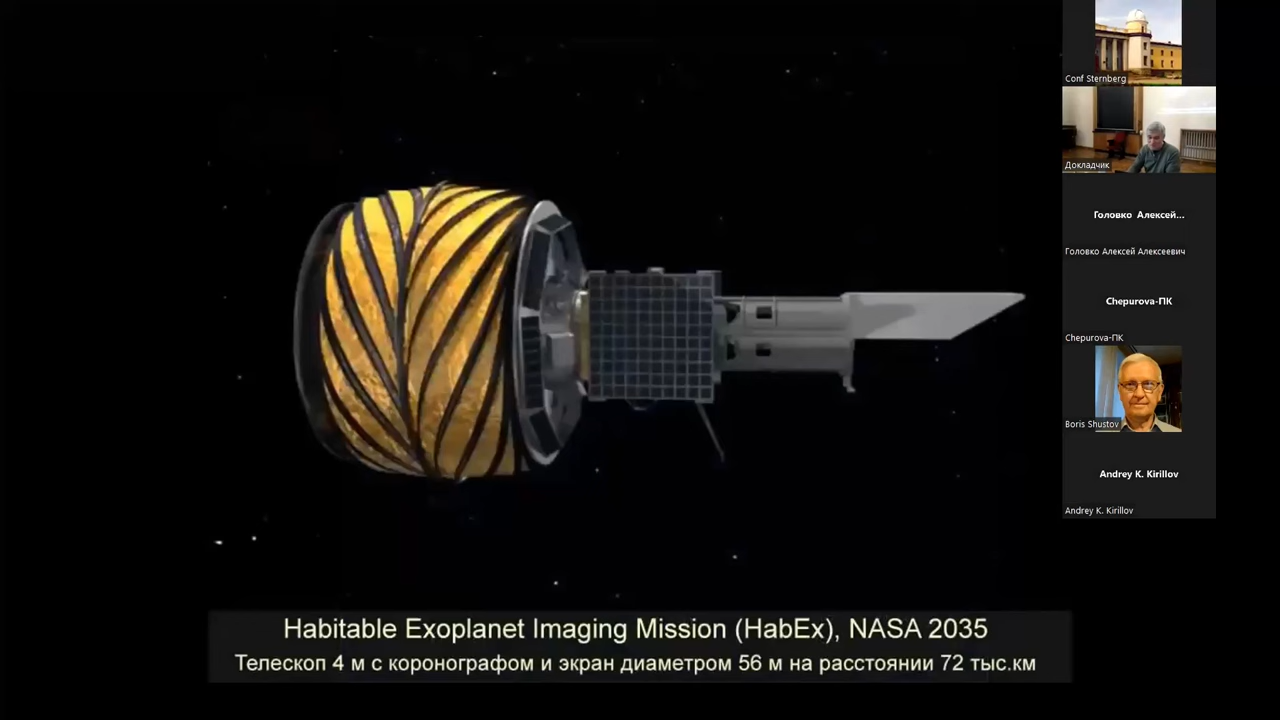 Conf Sternberg
Докладчик
Головко Алексей...
Головко Алексей Алексеевич
Chepurova-ПК
Chepurova-ПК
Boris Shustov
Andrey K. Kirillov
Andrey K. Kirillov
Habitable Exoplanet Imaging Mission (HabEx), NASA 2035
Телескоп 4 м с коронографом и экран диаметром 56 м на расстоянии 72 тыс.км